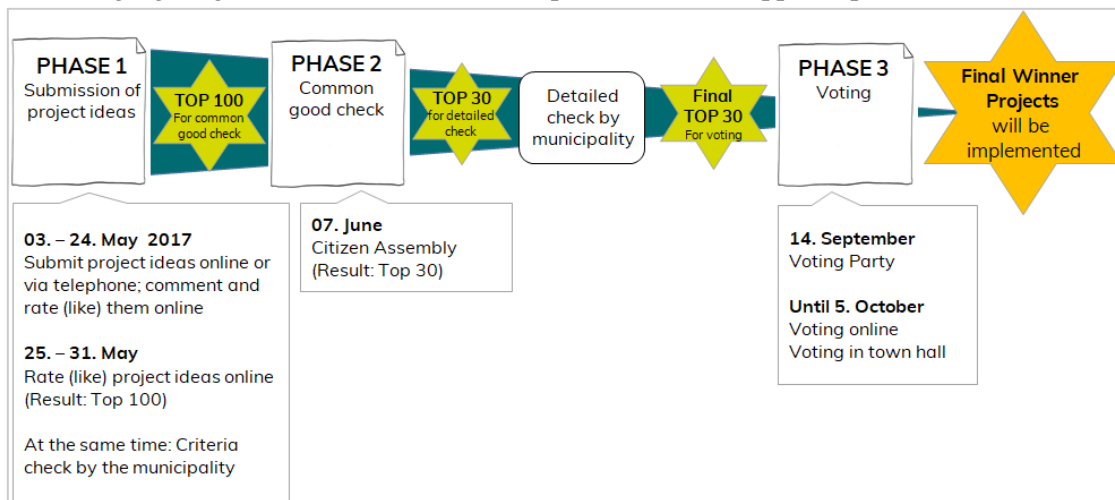 PHASE 1
Submission of
project ideas
TOP 100
For common
good check
PHASE 2
Common
good check
TOP 30
for detailed
check
Detailed
check by
municipality
Final
TOP 30
For voting
PHASE 3
Voting
Final Winner
Projects
will be
implemented
03. – 24. May 2017
Submit project ideas online or
via telephone; comment and
rate (like) them online
25. – 31. May
Rate (like) project ideas online
(Result: Top 100)
At the same time: Criteria
check by the municipality
07. June
Citizen Assembly
(Result: Top 30)
14. September
Voting Party
Until 5. October
Voting online
Voting in town hall